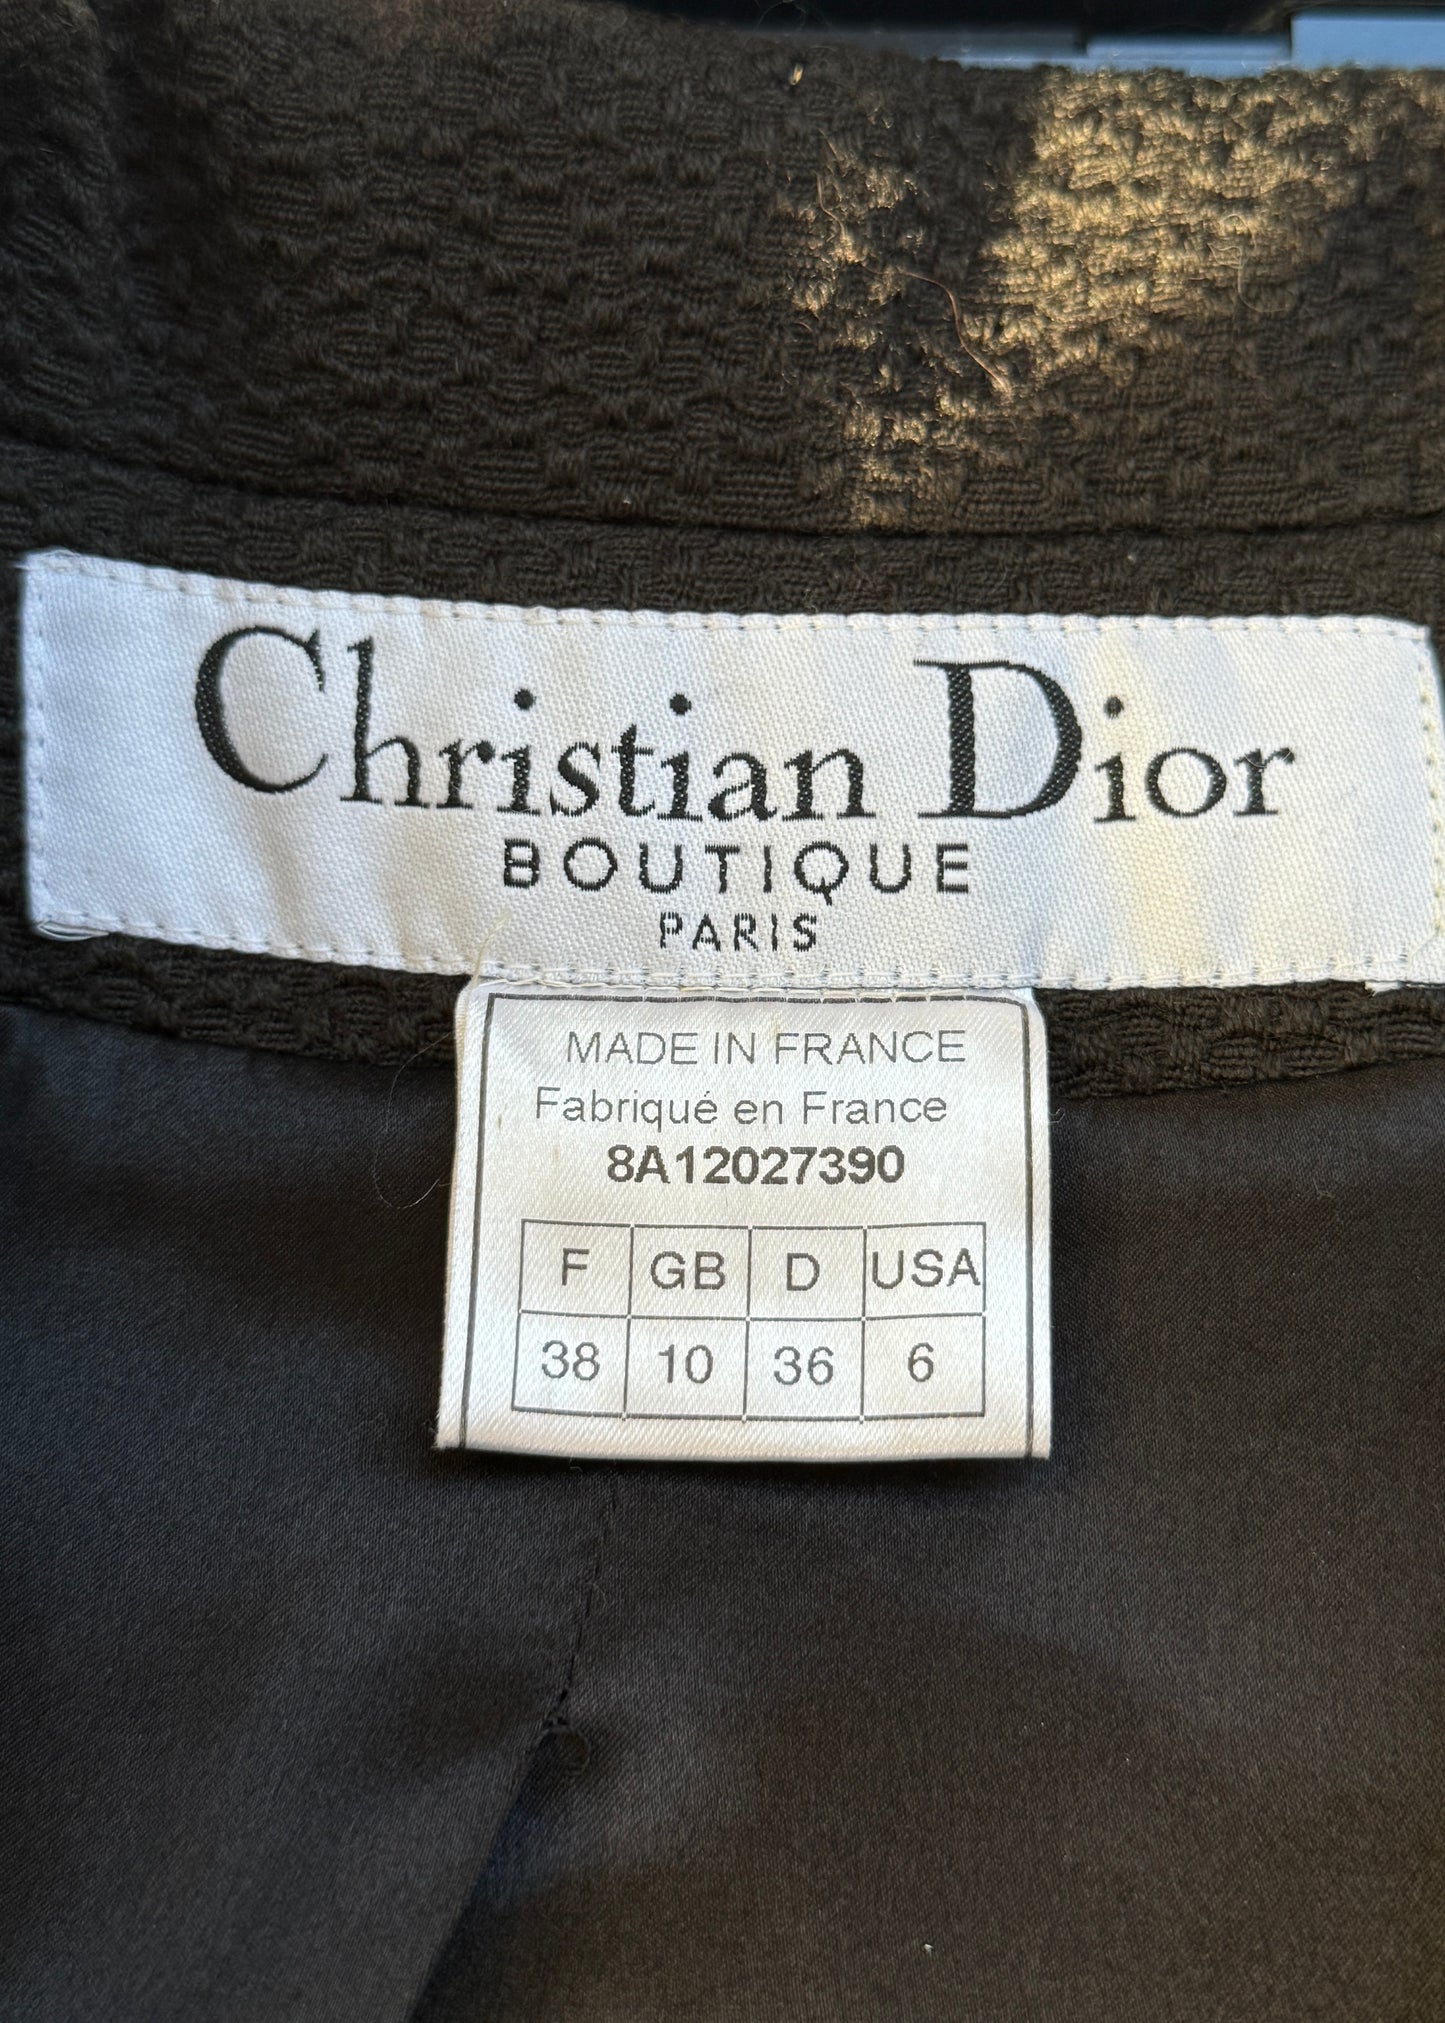 Christian Dior
BOUTIQUE
PARIS
MADE IN FRANCE
Fabriqué en France
8A12027390
F GB D USA
38 10 36 6